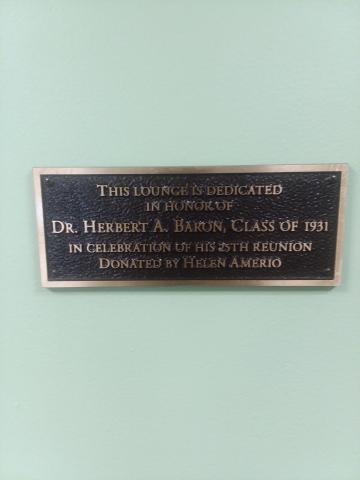 THIS LOUNGE IS DEDICATED
IN HONOR OF
DR. HERBERT A. BARON, CLASS OF 1931
IN CELEBRATION OF HIS REUNION
DONATED BY HELEN AMERIO